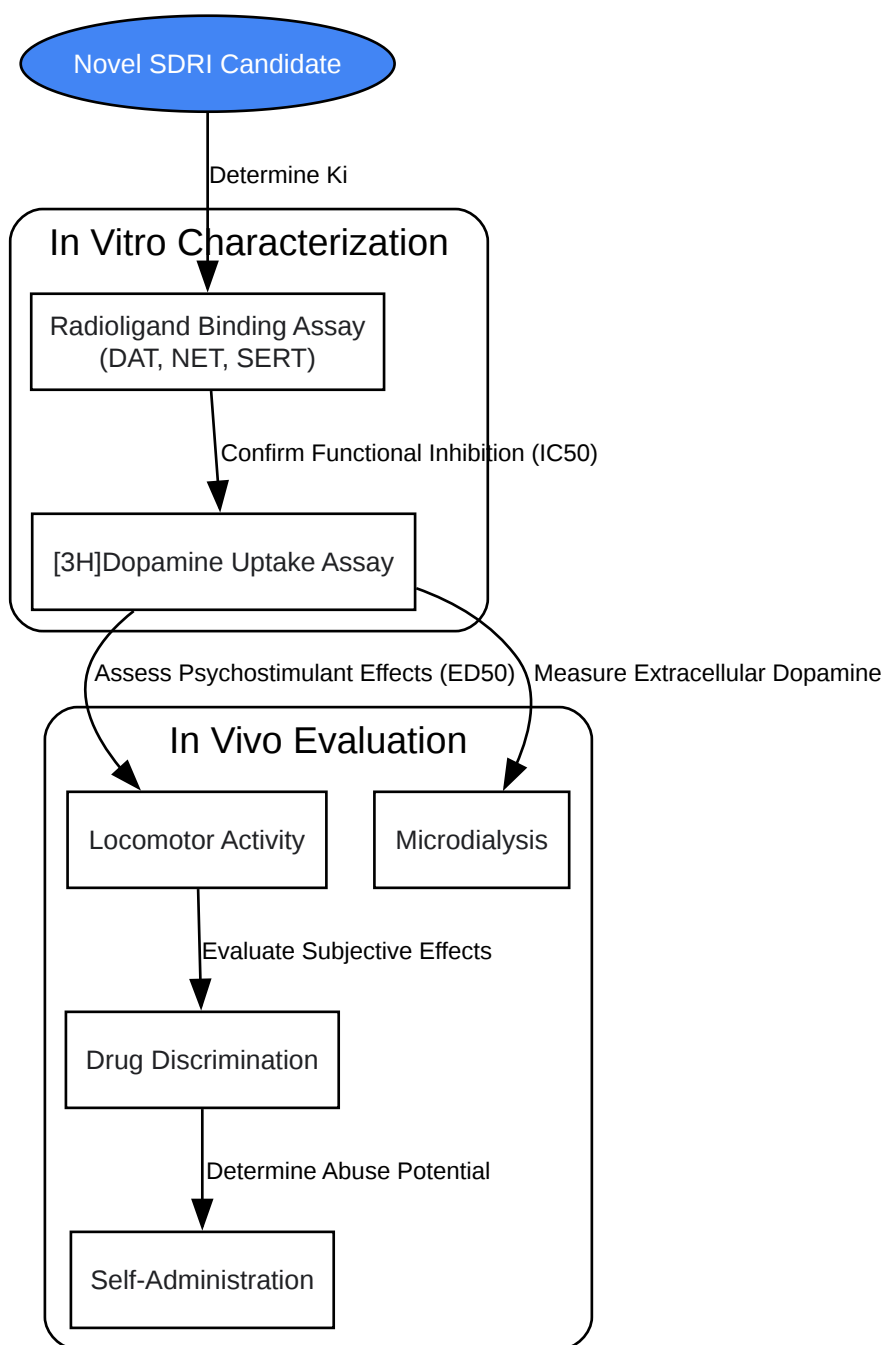 Novel SDRI Candidate
Determine Ki
In Vitro Characterization
Radioligand Binding Assay
(DAT, NET, SERT)
Confirm Functional Inhibition (IC50)
[3H]Dopamine Uptake Assay
Assess Psychostimulant Effects (ED50)
Measure Extracellular Dopamine
In Vivo Evaluation
Locomotor Activity
Microdialysis
Evaluate Subjective Effects
Drug Discrimination
Determine Abuse Potential
Self-Administration